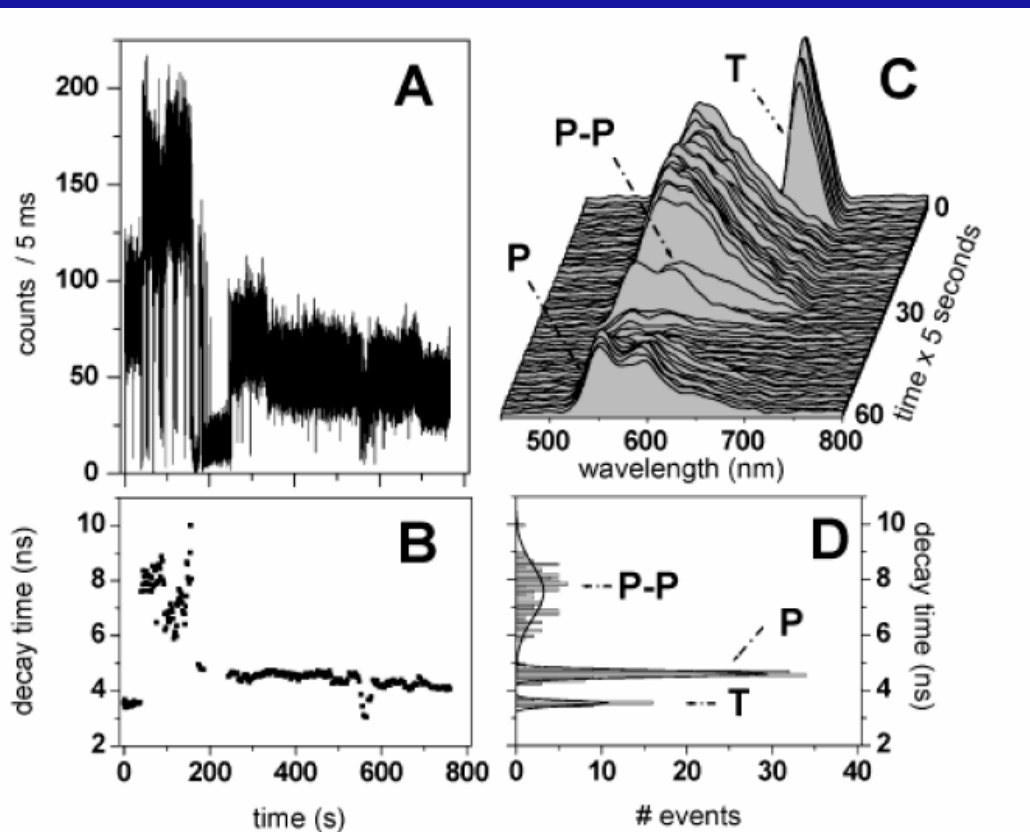 A
200
150
100
50
0
counts / 5 ms
C
T
P-P
P
0
30
60
time x 5 seconds
500
600
700
800
wavelength (nm)
B
10
8
6
4
2
decay time (ns)
0
200
400
600
800
time (s)
D
P-P
P
T
10
8
6
4
2
decay time (ns)
0
10
20
30
40
# events